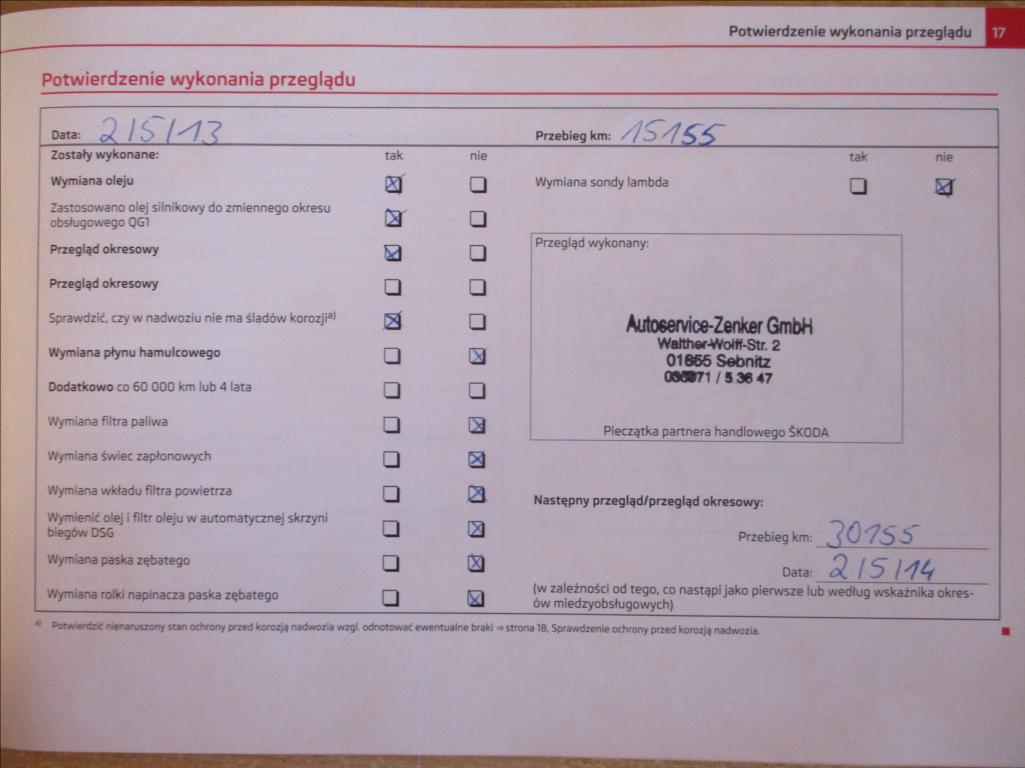 Potwierdzenie wykonania przeglądu 17
Potwierdzenie wykonania przeglądu
Data: 2/5/13
Przebieg km: 15155
Zostały wykonane: tak nie
tak nie
Wymiana oleju
Wymiana sondy lambda
Zastosowano olej silnikowy do zmiennego okresu
obsługowego QG1
Przegląd okresowy
Przegląd okresowy
Sprawdzić, czy w nadwoziu nie ma śladów korozji a)
Wymiana płynu hamulcowego
Dodatkowo co 60 000 km lub 4 lata
Wymiana filtra paliwa
Wymiana świec zapłonowych
Wymiana wkładu filtra powietrza
Wymienić olej i filtr oleju w automatycznej skrzyni
biegów DSG
Wymiana paska zębatego
Wymiana rolki napinacza paska zębatego
Przegląd wykonany:
Autoservice-Zenker GmbH
Walther-Wolff-Str. 2
01855 Sebnitz
/ 5 36 47
Pieczątka partnera handlowego ŠKODA
Następny przegląd/przegląd okresowy:
Przebieg km: 30155
Data: 2/5/14
(w zależności od tego, co nastąpi jako pierwsze lub według wskaźnika okres-
ów miedzyobsługowych)
a) Potwierdzić nienaruszony stan ochrony przed korozją nadwozia wzgl. odnotować ewentualne braki ⇒ strona 18, Sprawdzenie ochrony przed korozją nadwozia.